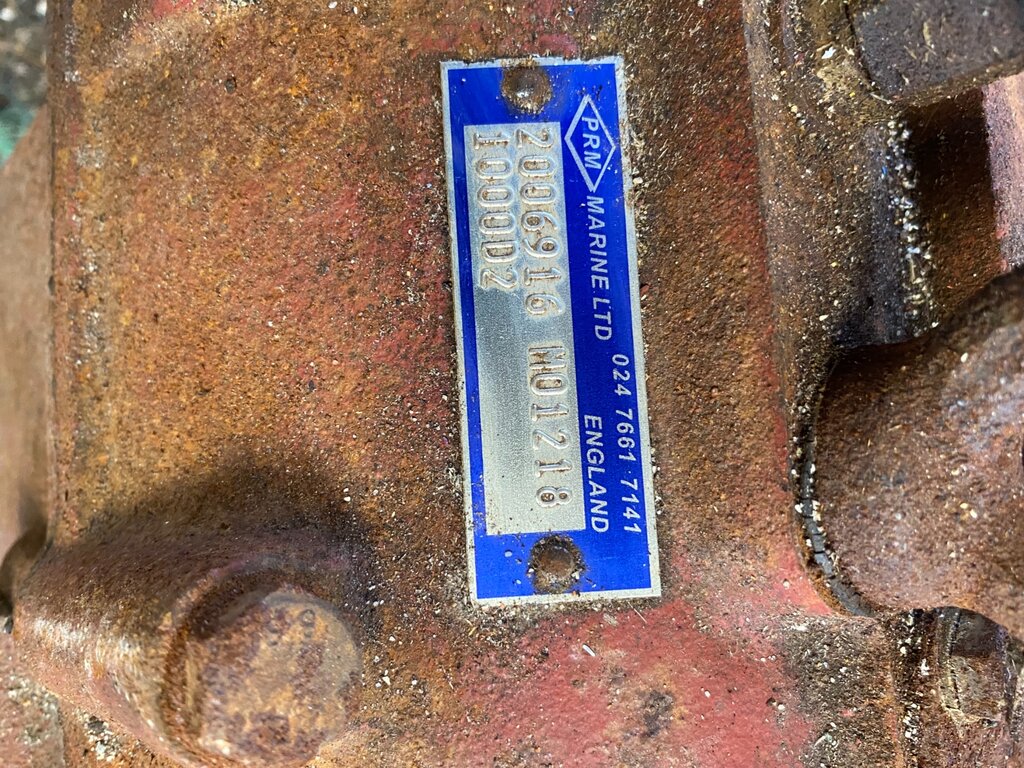 PRM MARINE LTD 024 7661 7141
ENGLAND
2006916 W01218
1000D2